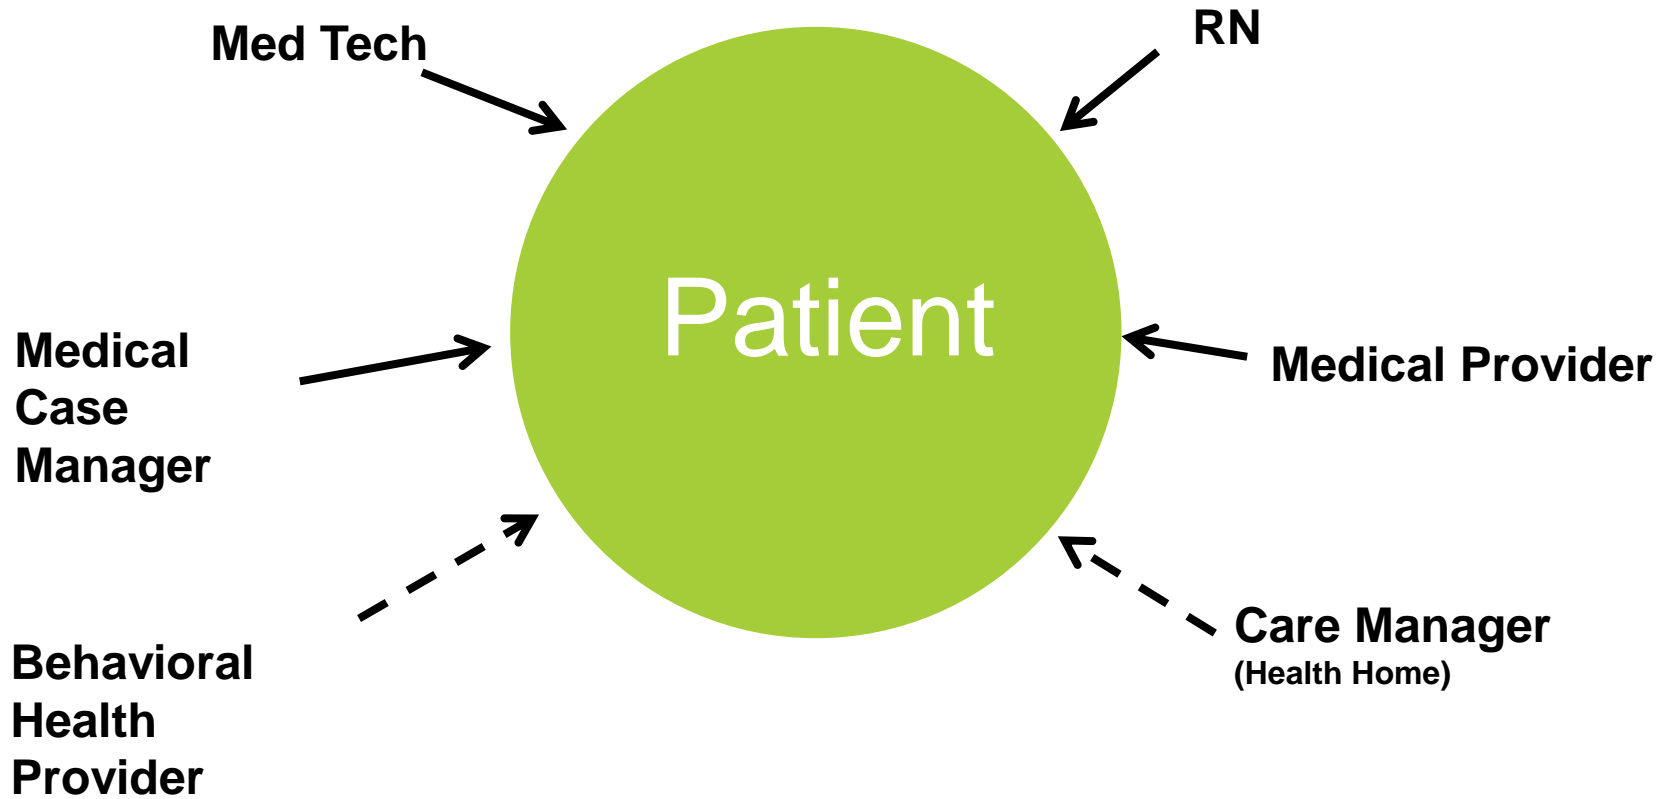 Med Tech
RN
Patient
Medical
Case
Manager
Medical Provider
Behavioral
Health
Provider
Care Manager
(Health Home)